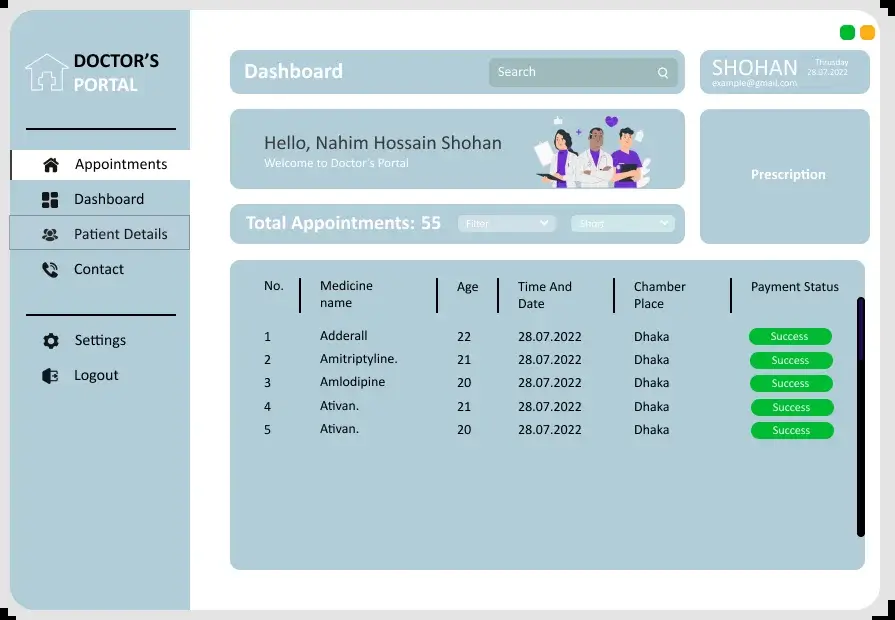 DOCTOR'S
PORTAL
Appointments
Dashboard
Patient Details
Contact
Settings
Logout
Dashboard
Search
SHOHAN
Thrusday
28.07.2022
example@gmail.com
Hello, Nahim Hossain Shohan
Welcome to Doctor's Portal
Prescription
Total Appointments: 55
Filter
Short
No. Medicine name Age Time And Date Chamber Place Payment Status
1 Adderall 22 28.07.2022 Dhaka Success
2 Amitriptyline. 21 28.07.2022 Dhaka Success
3 Amlodipine 20 28.07.2022 Dhaka Success
4 Ativan. 21 28.07.2022 Dhaka Success
5 Ativan. 20 28.07.2022 Dhaka Success